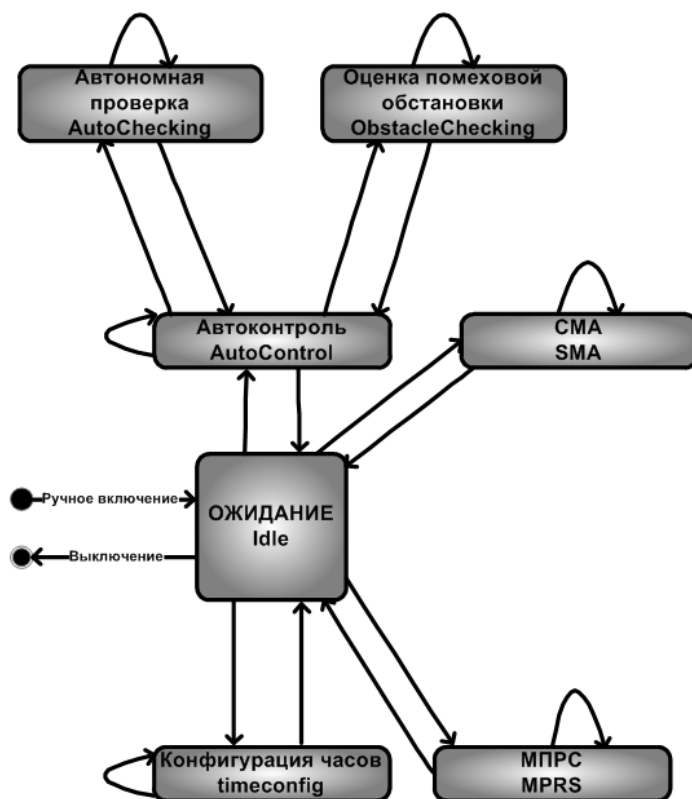 Автономная
проверка
AutoChecking
Оценка помеховой
обстановки
ObstacleChecking
Автоконтроль
AutoControl
СМА
SMA
Ручное включение
ОЖИДАНИЕ
Idle
Выключение
Конфигурация часов
timeconfig
МПРС
MPRS